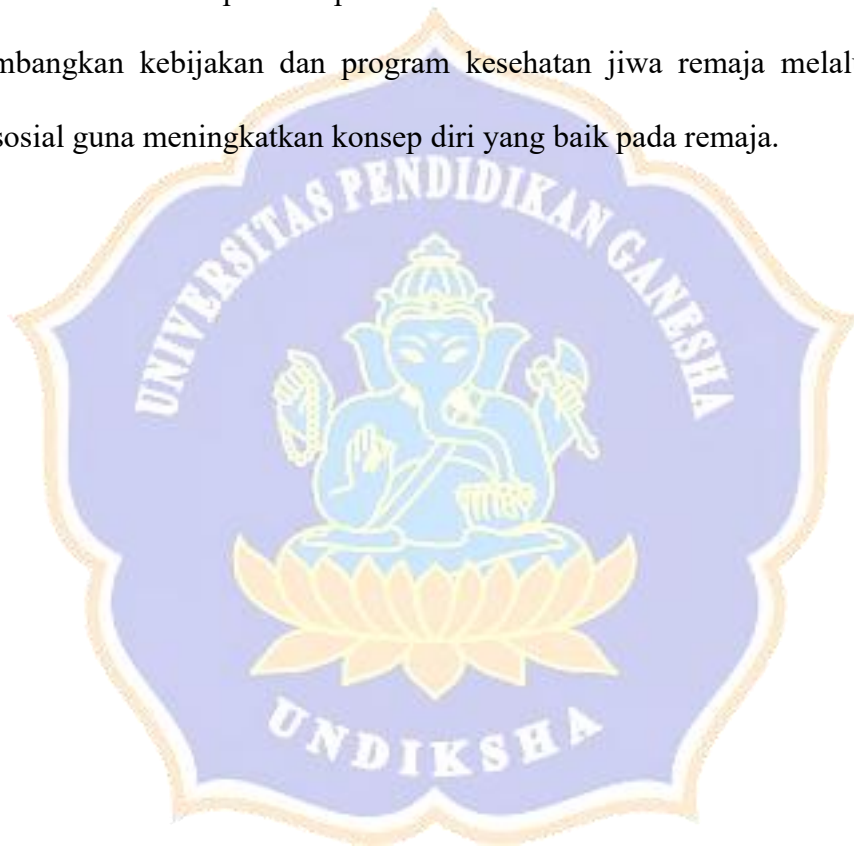 mbangkan kebijakan dan program kesehatan jiwa remaja melal
sosial guna meningkatkan konsep diri yang baik pada remaja.
UNIVERSITAS PENDIDIKAN GANESHA
UNDIKSHA